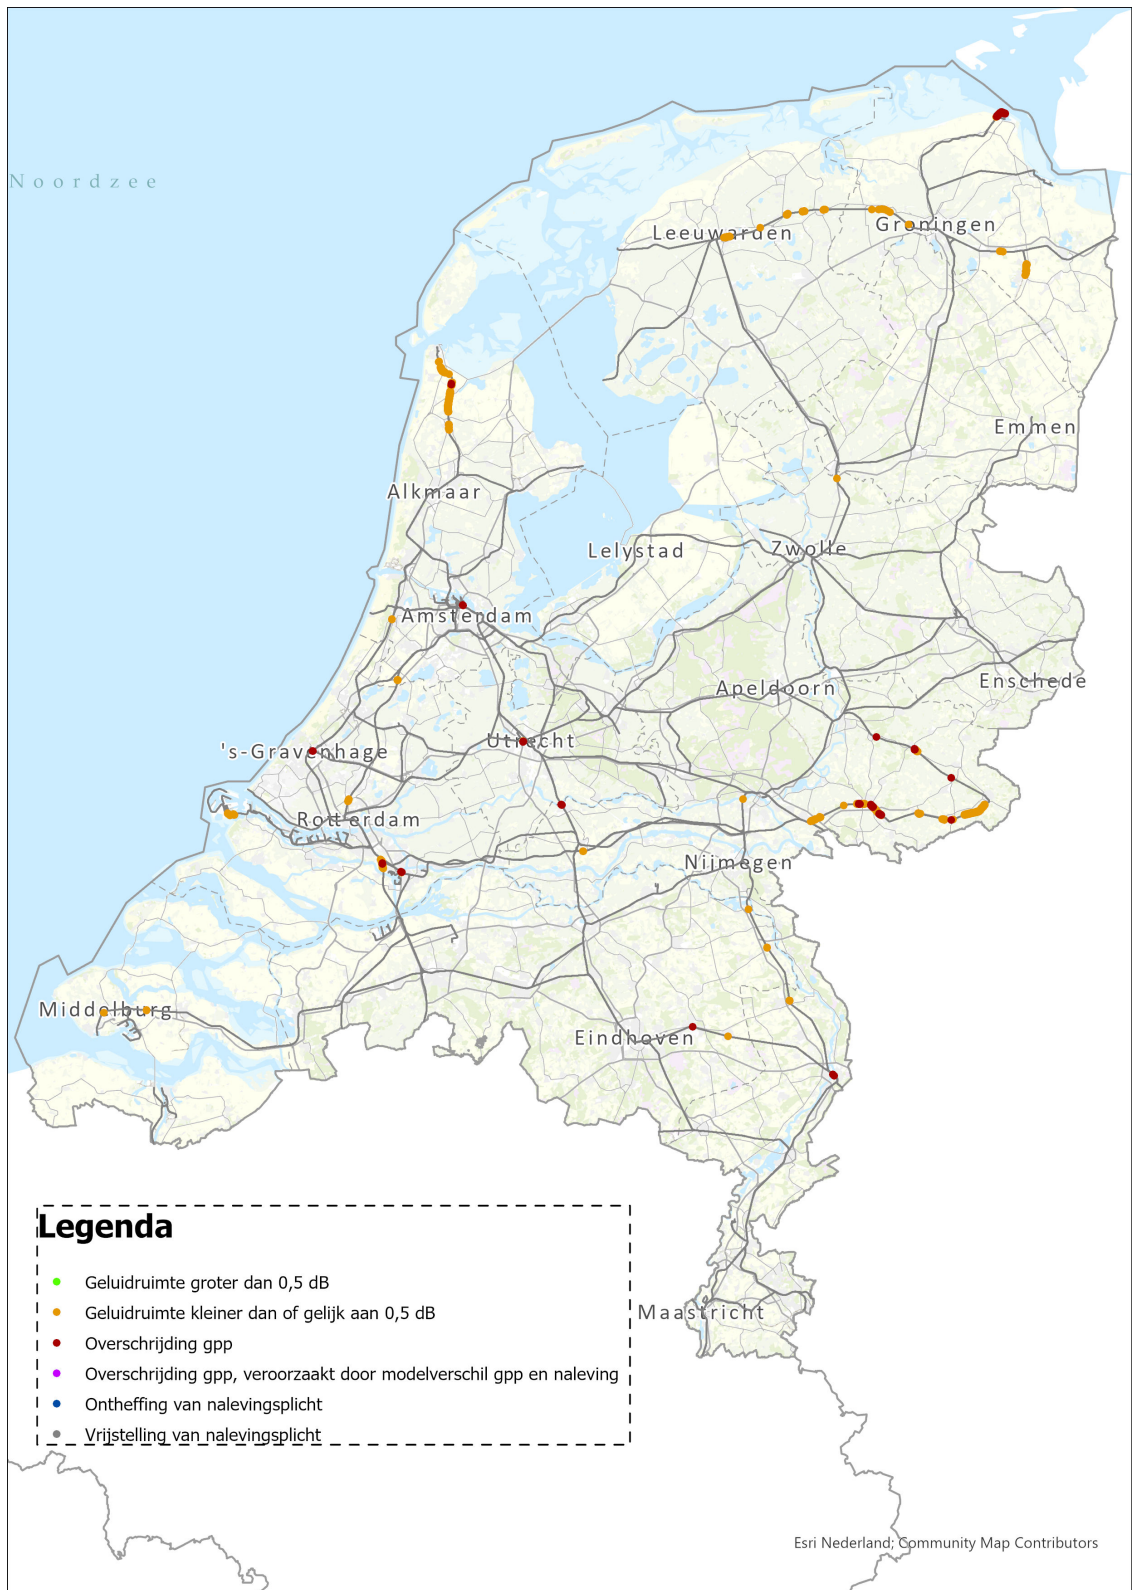 Noordzee
Leeuwarden
Groningen
Emmen
Alkmaar
Lelystad
Zwolle
Amsterdam
Apeldoorn
Enschede
Utrecht
's-Gravenhage
Rotterdam
Nijmegen
Middelburg
Eindhoven
Maastricht
Legenda
Geluidruimte groter dan 0,5 dB
Geluidruimte kleiner dan of gelijk aan 0,5 dB
Overschrijding gpp
Overschrijding gpp, veroorzaakt door modelverschil gpp en naleving
Ontheffing van nalevingsplicht
Vrijstelling van nalevingsplicht
Esri Nederland; Community Map Contributors